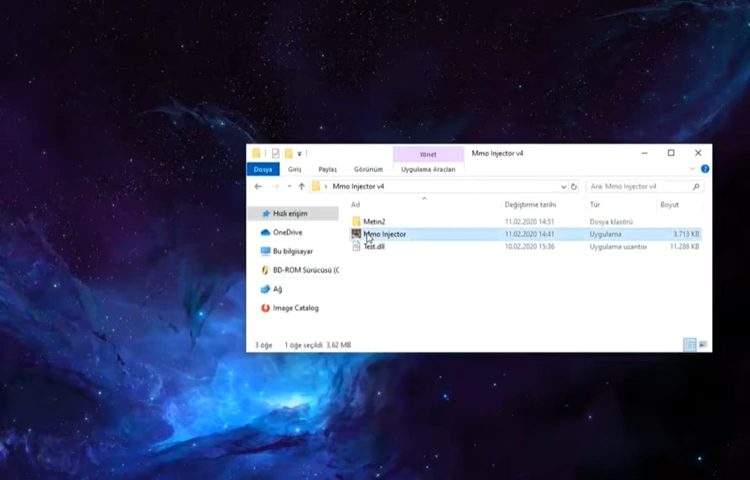 Yönet
Mmo Injector v4
Dosya Giriş Paylaş Görünüm Uygulama Araçları
Mmo Injector v4
Ara: Mmo Injector v4
Ad Değiştirme tarihi Tür Boyut
Hızlı erişim
OneDrive
Bu bilgisayar
BD-ROM Sürücüsü (
Ağ
Image Catalog
Metin2 11.02.2020 14:51 Dosya klasörü
Mmo Injector 11.02.2020 14:41 Uygulama 3.713 KB
Test.dll 10.02.2020 15:36 Uygulama uzantısı 11.286 KB
3 öğe 1 öğe seçildi 3,62 MB